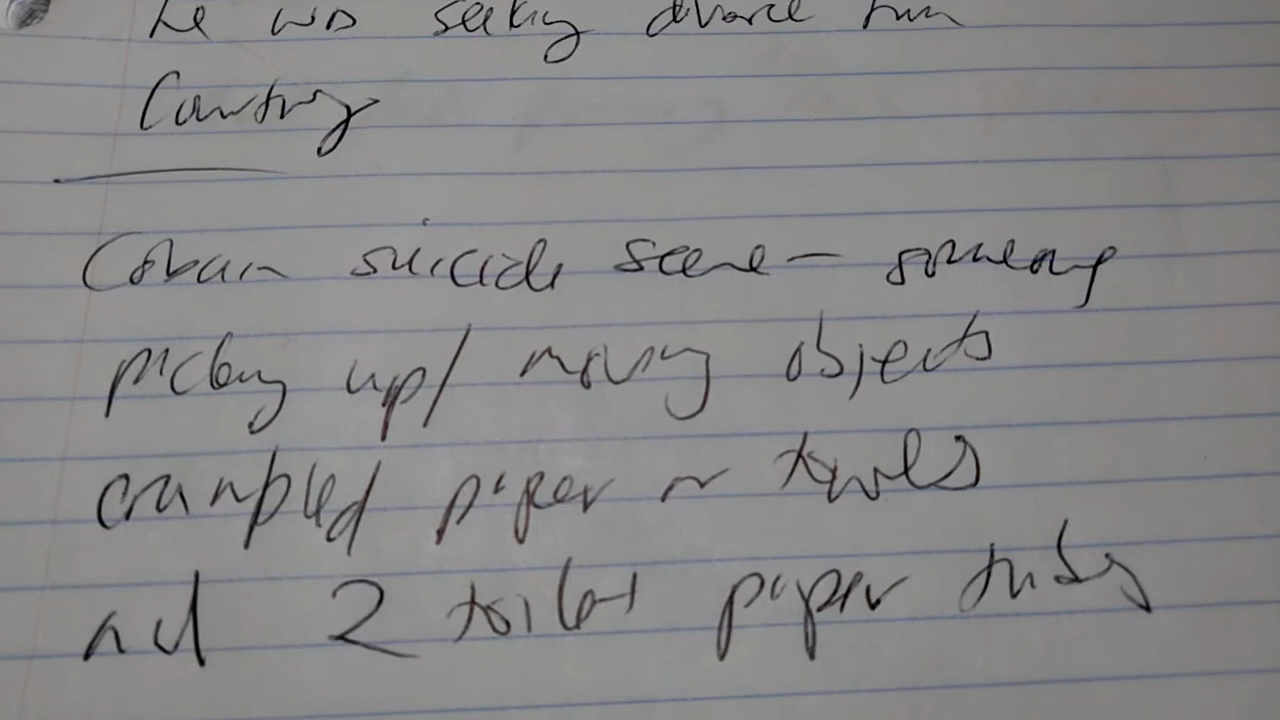 he was seeking divorce from
Courtney
Cobain suicide scene - someone
picking up/ moving objects
crumpled paper or towels
and 2 toilet paper tubes